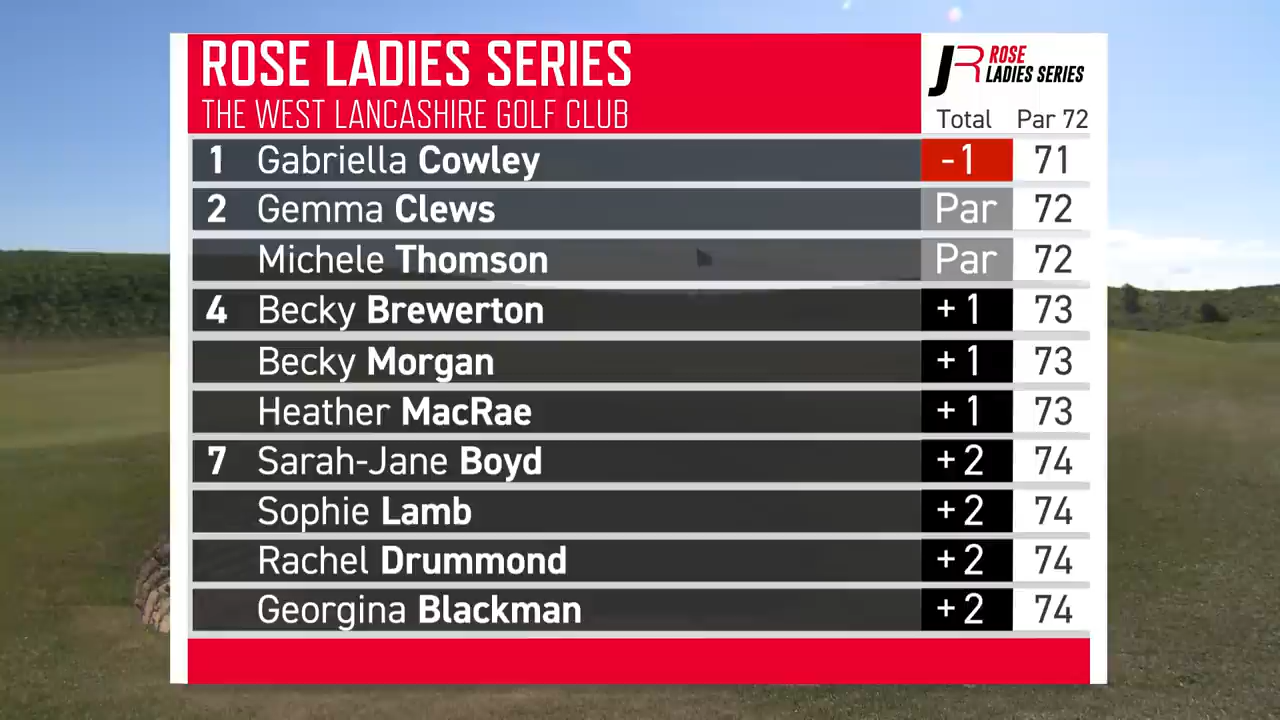 ROSE LADIES SERIES
THE WEST LANCASHIRE GOLF CLUB
JR ROSE
LADIES SERIES
Total Par 72
1 Gabriella Cowley -1 71
2 Gemma Clews Par 72
Michele Thomson Par 72
4 Becky Brewerton +1 73
Becky Morgan +1 73
Heather MacRae +1 73
7 Sarah-Jane Boyd +2 74
Sophie Lamb +2 74
Rachel Drummond +2 74
Georgina Blackman +2 74